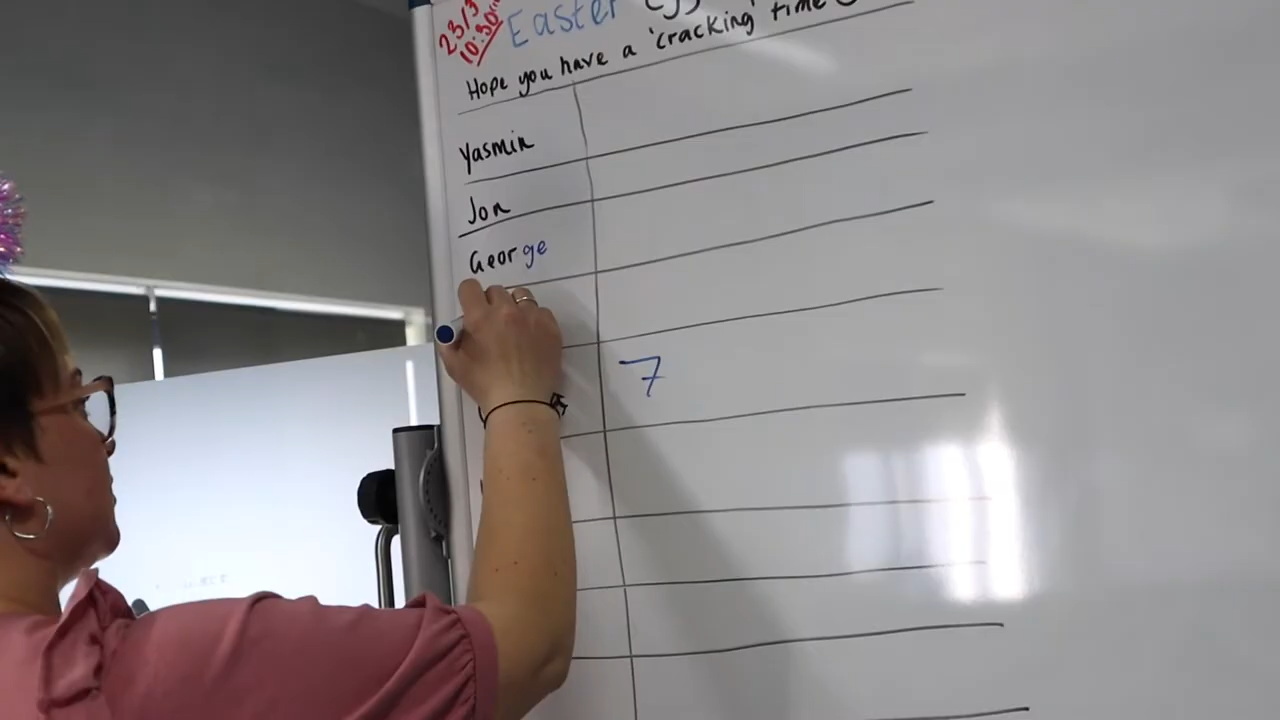 23/3
10:30
Easter
Hope you have a 'cracking' time
Yasmin
Jon
George
7